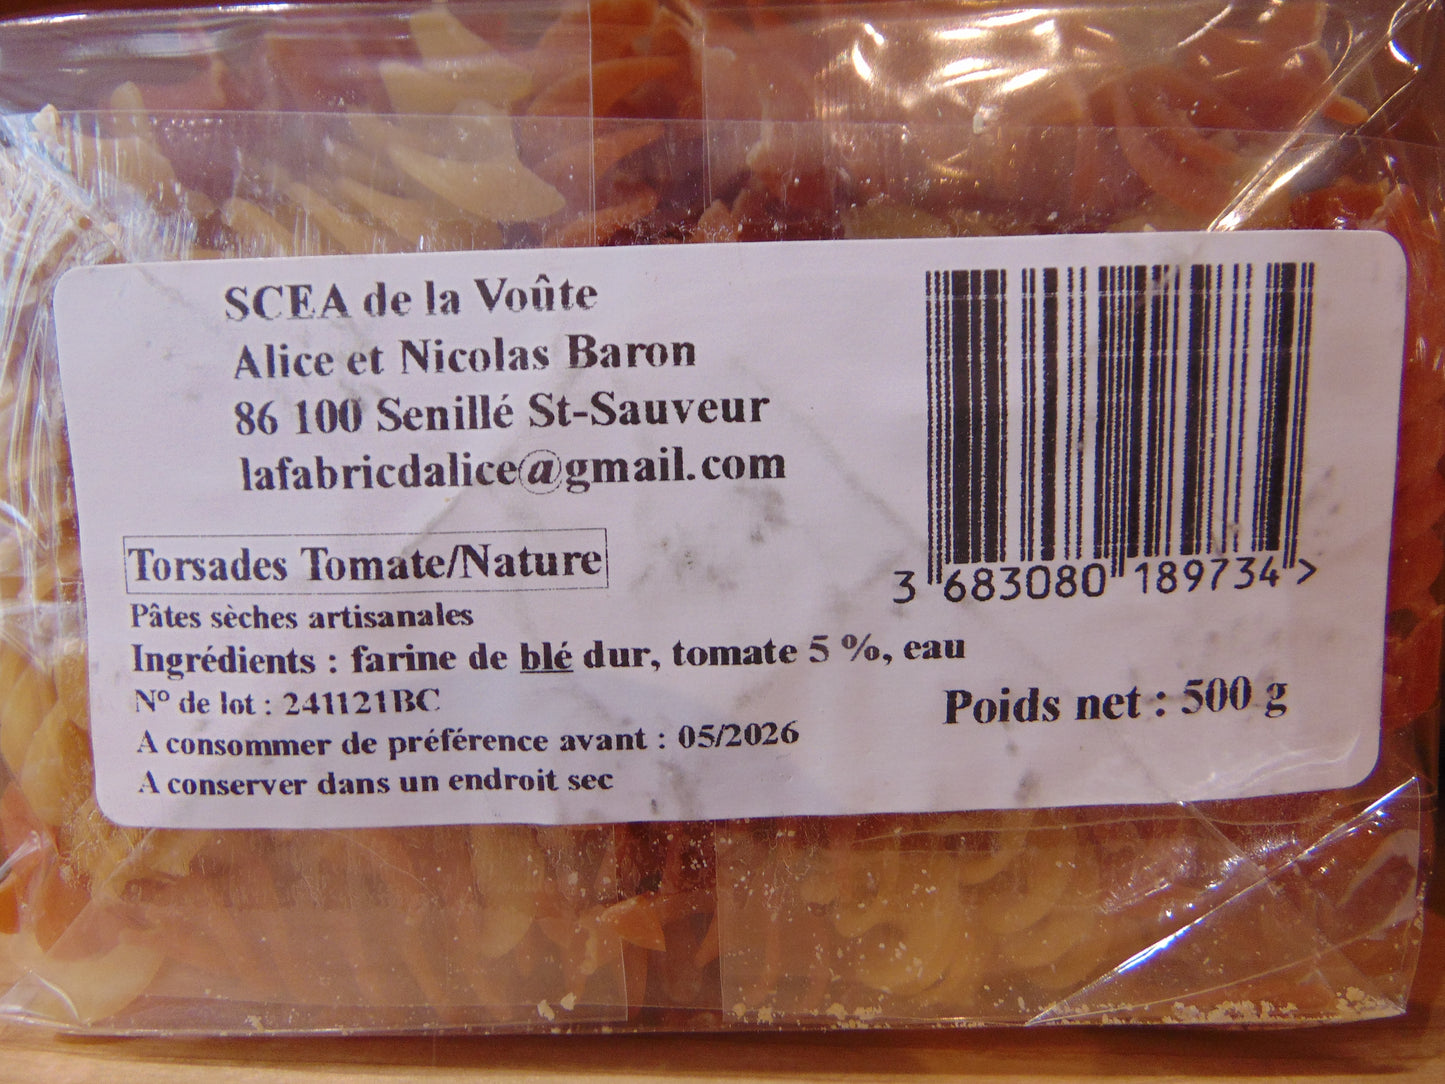 SCEA de la Voûte
Alice et Nicolas Baron
86 100 Senillé St-Sauveur
lafabricdalice@gmail.com
Torsades Tomate/Nature
Pâtes sèches artisanales
Ingrédients : farine de blé dur, tomate 5 %, eau
N° de lot : 241121BC
A consommer de préférence avant : 05/2026
A conserver dans un endroit sec
3 683080 189734 >
Poids net : 500 g